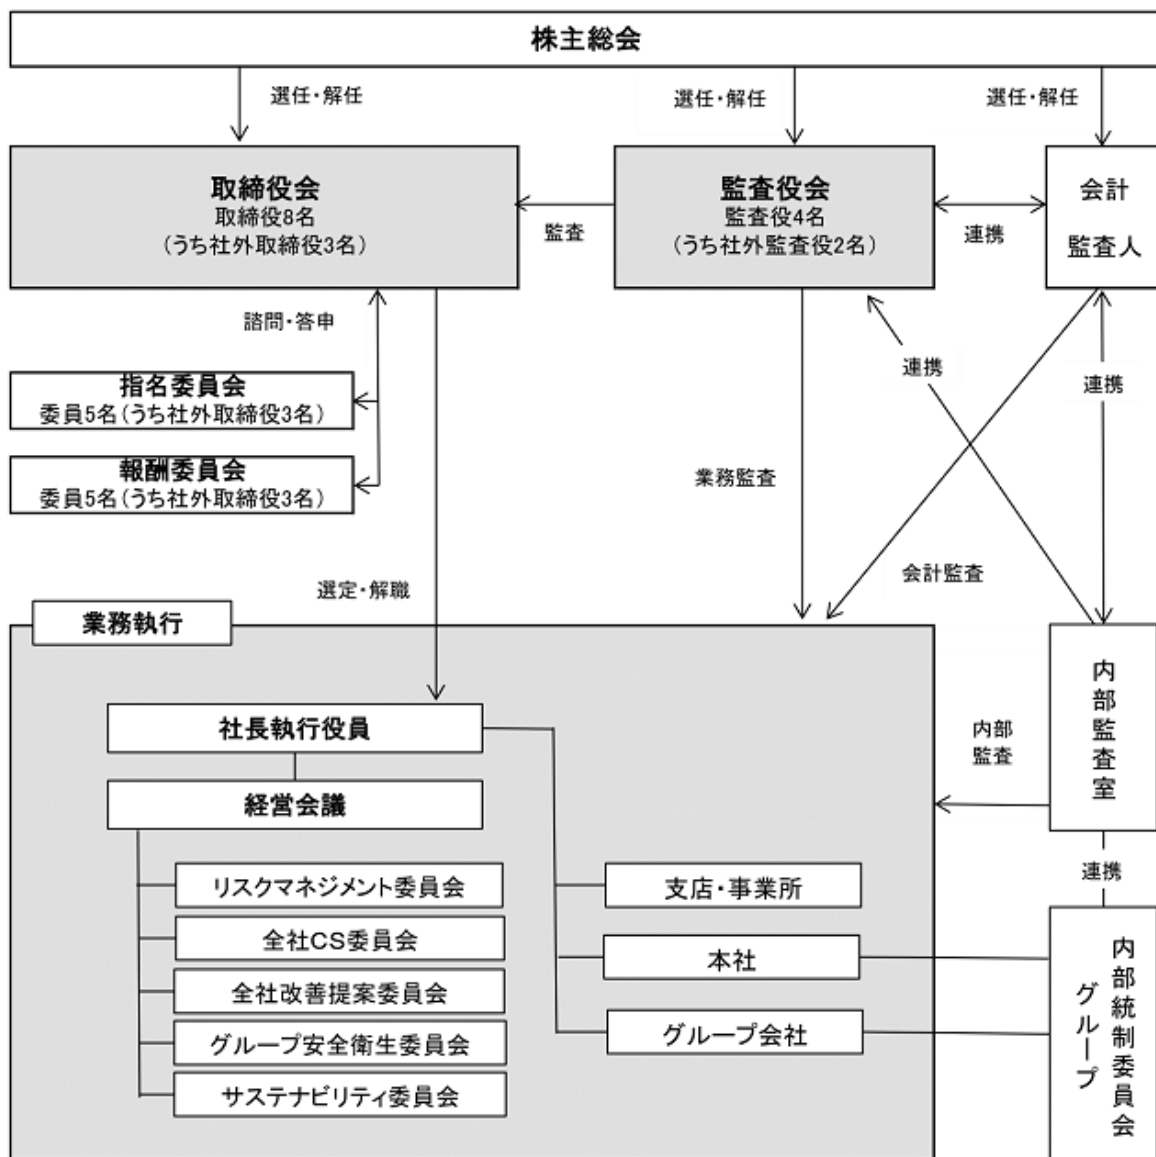 株主総会
選任・解任
選任・解任
選任・解任
取締役会
取締役8名
(うち社外取締役3名)
監査
監査役会
監査役4名
(うち社外監査役2名)
連携
会計
監査人
諮問・答申
指名委員会
委員5名(うち社外取締役3名)
報酬委員会
委員5名(うち社外取締役3名)
連携
連携
業務監査
会計監査
選定・解職
業務執行
社長執行役員
経営会議
リスクマネジメント委員会
全社CS委員会
全社改善提案委員会
グループ安全衛生委員会
サステナビリティ委員会
支店・事業所
本社
グループ会社
内部
監査
内部監査室
連携
内部統制委員会
グループ